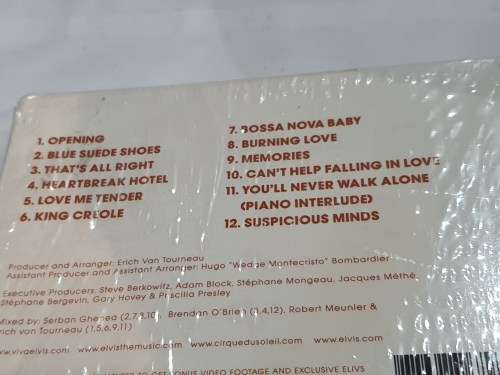 1. OPENING
2. BLUE SUEDE SHOES
3. THAT'S ALL RIGHT
4. HEARTBREAK HOTEL
5. LOVE ME TENDER
6. KING CREOLE
7. BOSSA NOVA BABY
8. BURNING LOVE
9. MEMORIES
10. CAN'T HELP FALLING IN LOVE
11. YOU'LL NEVER WALK ALONE
(PIANO INTERLUDE)
12. SUSPICIOUS MINDS
Producer and Arranger: Erich Van Tourneau
Assistant Producer and Assistant Arranger: Hugo "Wedge Montecristo" Bombardier
Executive Producers: Steve Berkowitz, Adam Block, Stéphane Mongeau, Jacques Méthé,
Stéphane Bergevin, Gary Hovey & Priscilla Presley
Mixed by: Serban Ghenea (2,7,8,10), Brendan O'Brien (3,4,12), Robert Meunier &
rich van Tourneau (1,5,6,9,11)
www.vivaelvis.com www.elvisthemusic.com www.cirquedusoleil.com www.elvis.com
TO GET BONUS VIDEO FOOTAGE AND EXCLUSIVE ELVIS